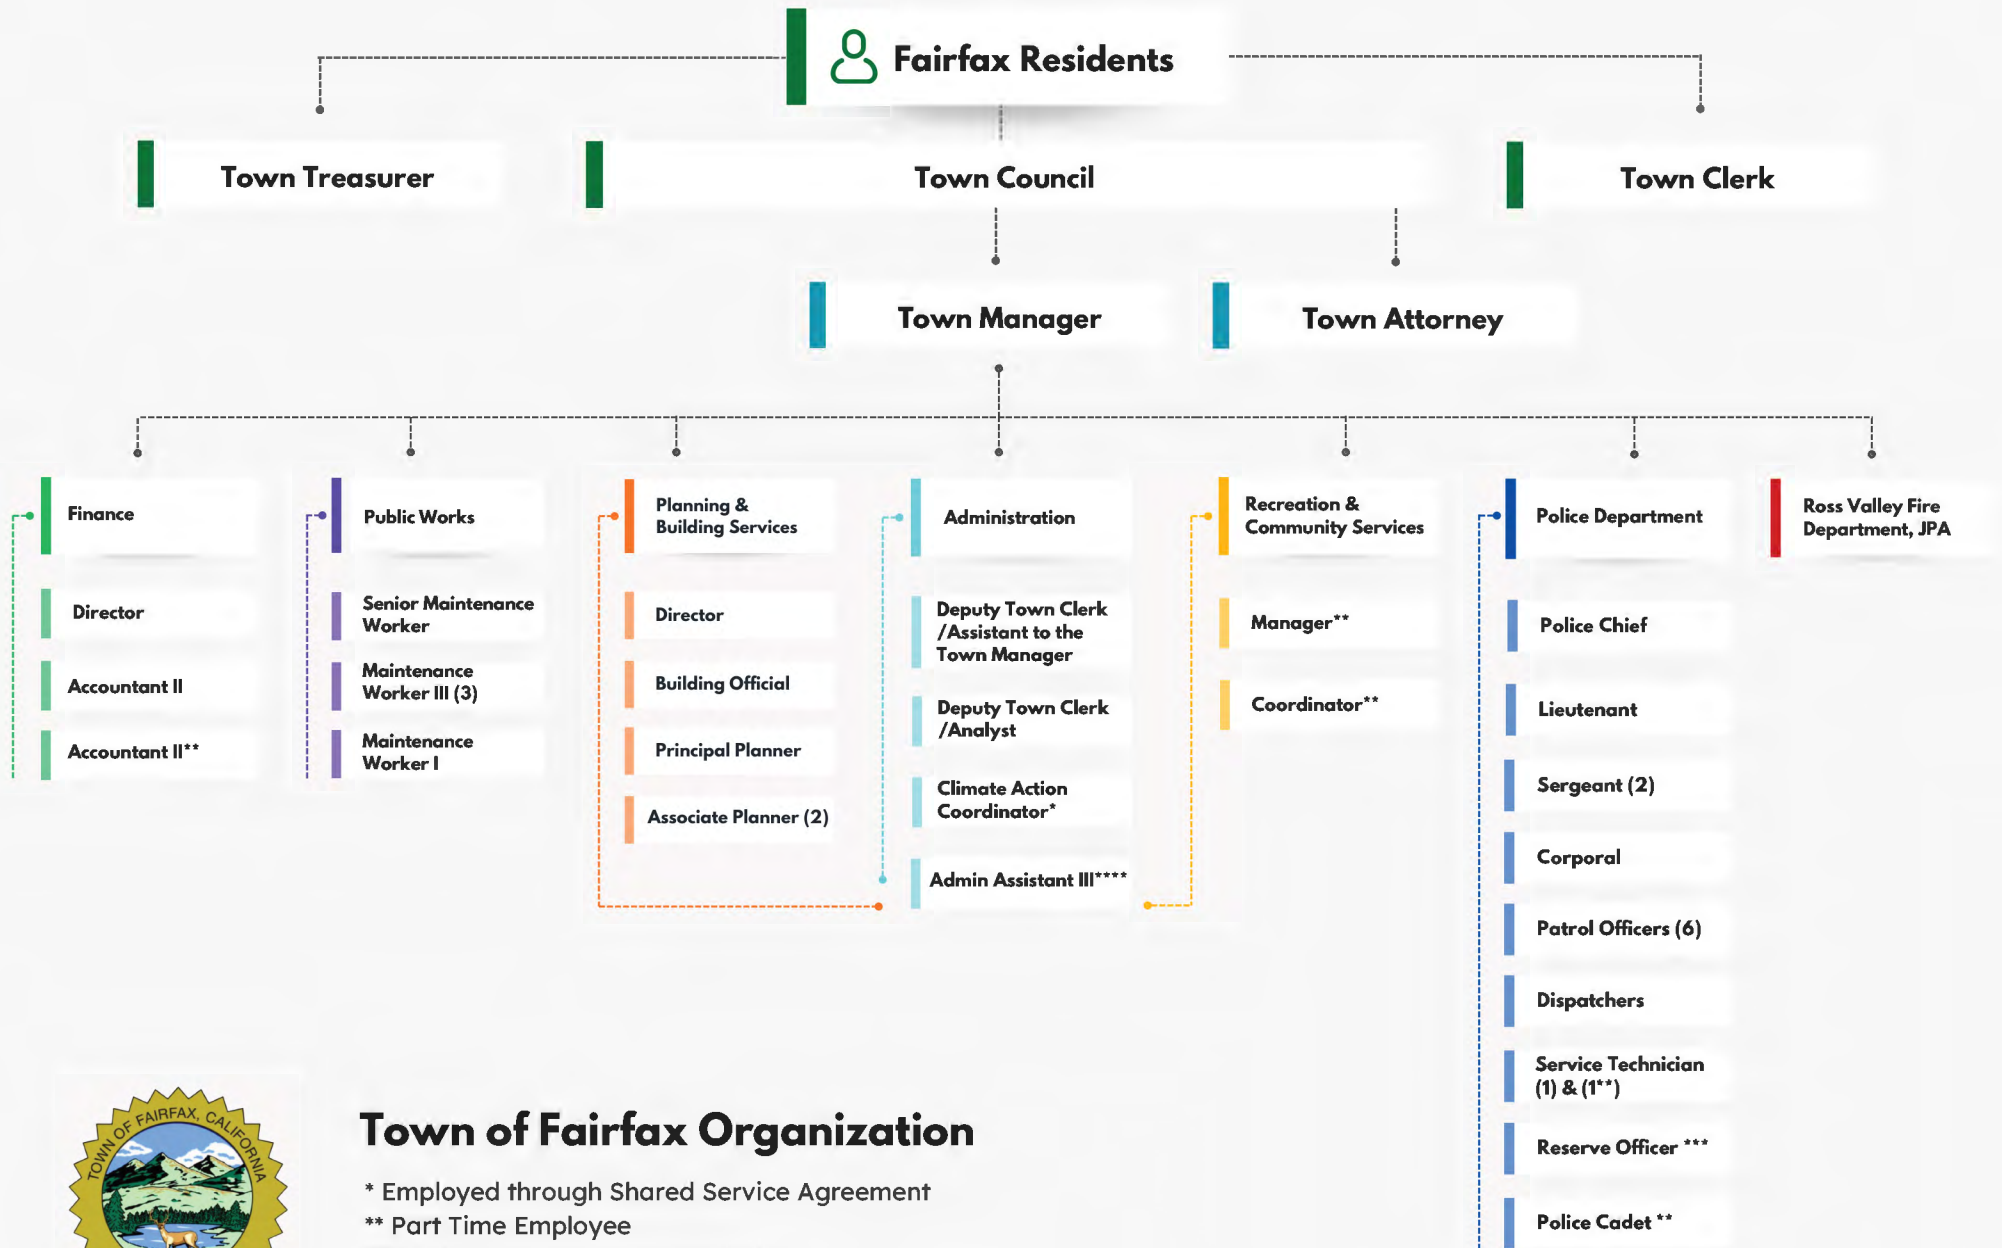 Fairfax Residents
Town Treasurer
Town Council
Town Clerk
Town Manager
Town Attorney
Finance
Director
Accountant II
Accountant II**
Public Works
Senior Maintenance
Worker
Maintenance
Worker III (3)
Maintenance
Worker I
Planning &
Building Services
Director
Building Official
Principal Planner
Associate Planner (2)
Administration
Deputy Town Clerk
/Assistant to the
Town Manager
Deputy Town Clerk
/Analyst
Climate Action
Coordinator*
Admin Assistant III****
Recreation &
Community Services
Manager**
Coordinator**
Police Department
Police Chief
Lieutenant
Sergeant (2)
Corporal
Patrol Officers (6)
Dispatchers
Service Technician
(1) & (1**)
Reserve Officer ***
Police Cadet **
Ross Valley Fire
Department, JPA
TOWN OF FAIRFAX, CALIFORNIA
Town of Fairfax Organization
* Employed through Shared Service Agreement
** Part Time Employee